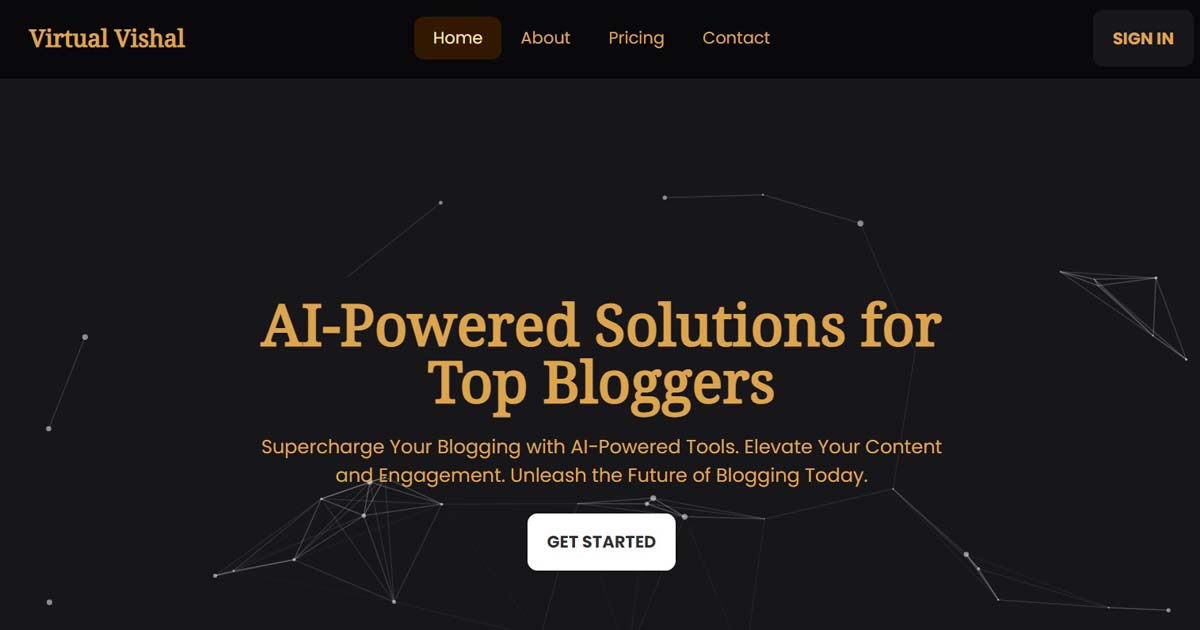 Virtual Vishal
Home
About
Pricing
Contact
SIGN IN
AI-Powered Solutions for
Top Bloggers
Supercharge Your Blogging with AI-Powered Tools. Elevate Your Content
and Engagement. Unleash the Future of Blogging Today.
GET STARTED